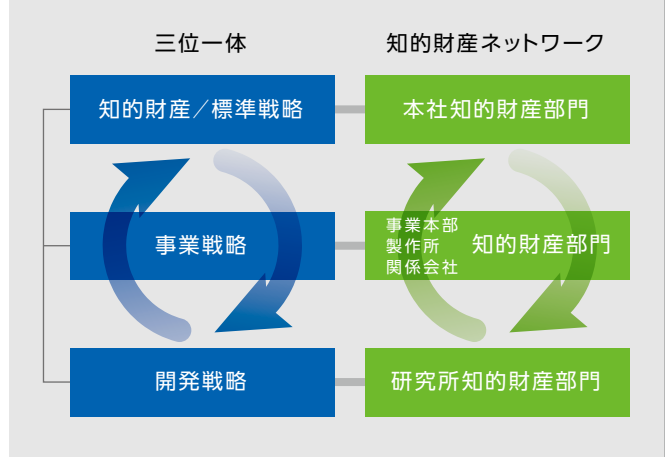 三位一体
知的財産ネットワーク
知的財産／標準戦略
本社知的財産部門
事業戦略
事業本部
製作所
関係会社
知的財産部門
開発戦略
研究所知的財産部門